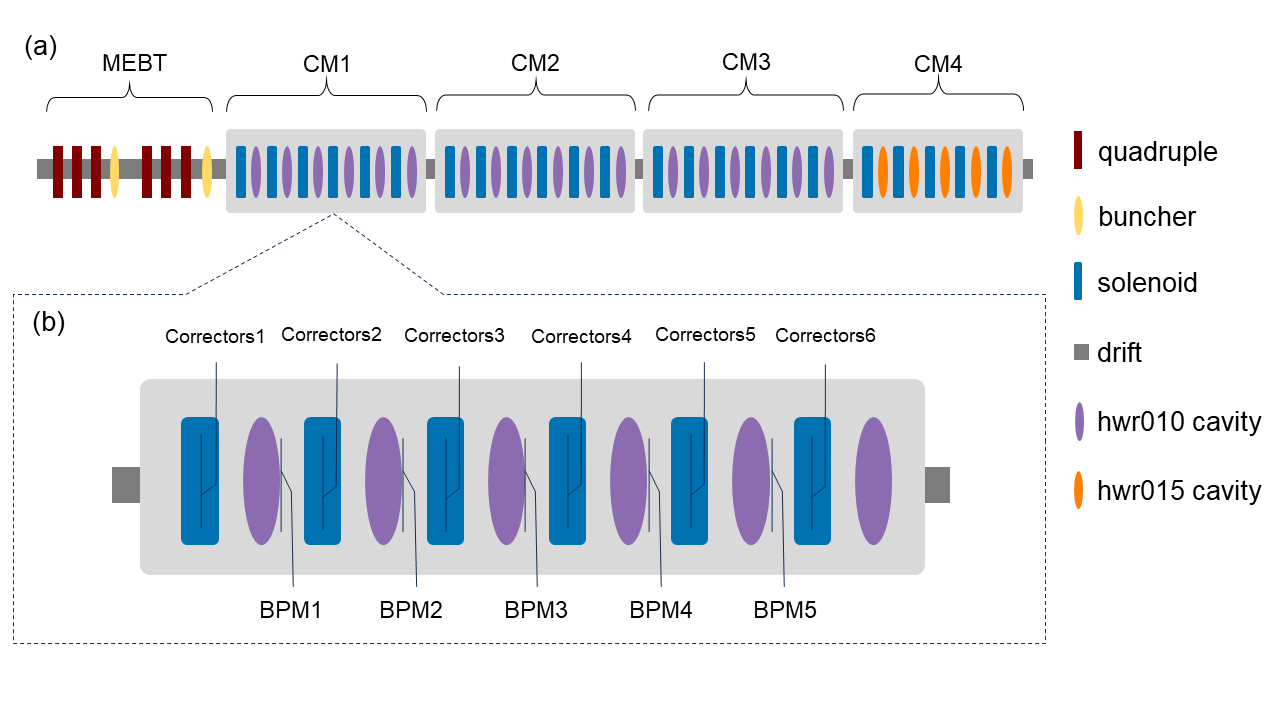 (a)
MEBT
CM1
CM2
CM3
CM4
quadruple
buncher
solenoid
drift
hwr010 cavity
hwr015 cavity
(b)
Correctors1
Correctors2
Correctors3
Correctors4
Correctors5
Correctors6
BPM1
BPM2
BPM3
BPM4
BPM5